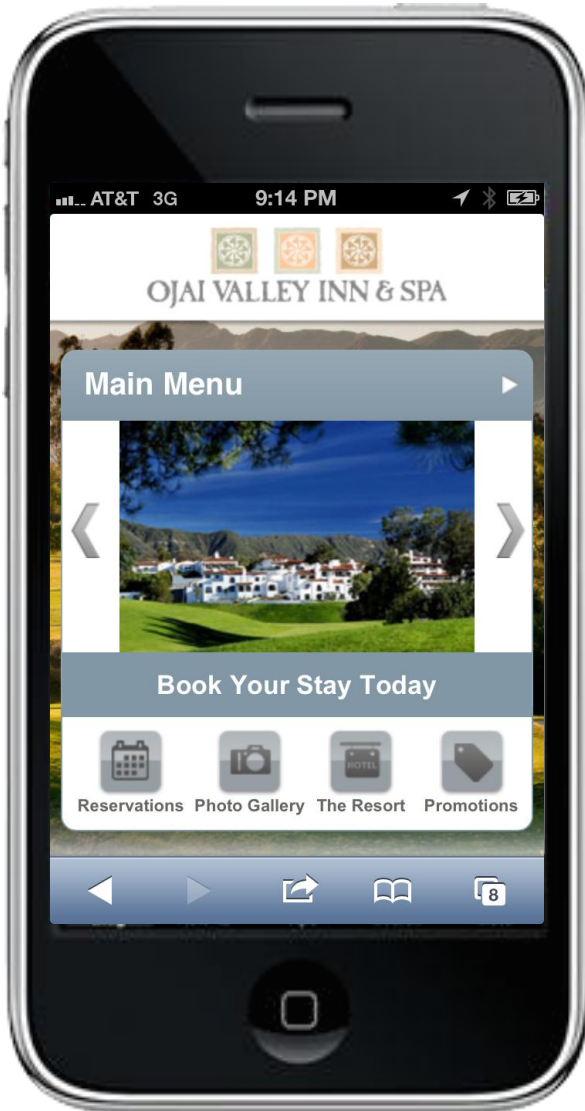 AT&T 3G 9:14 PM
OJAI VALLEY INN & SPA
Main Menu
Book Your Stay Today
HOTEL
Reservations Photo Gallery The Resort Promotions
8